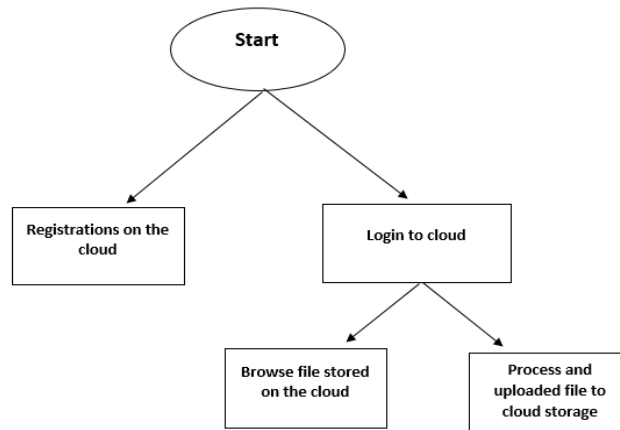 Start
Registrations on the
cloud
Login to cloud
Browse file stored
on the cloud
Process and
uploaded file to
cloud storage